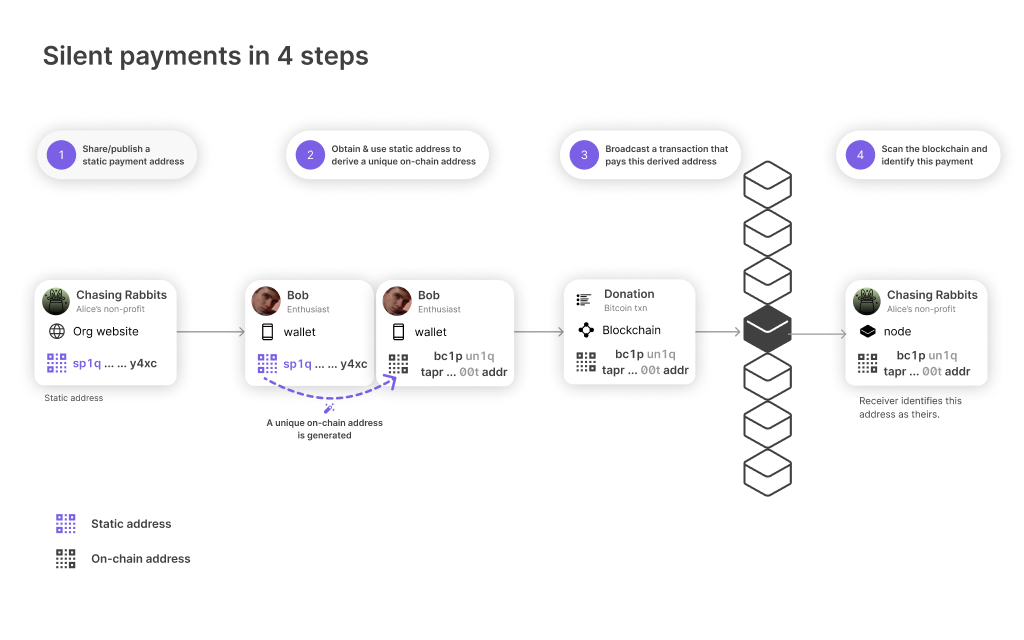 Silent payments in 4 steps
1
Share/publish a
static payment address
2
Obtain & use static address to
derive a unique on-chain address
3
Broadcast a transaction that
pays this derived address
4
Scan the blockchain and
identify this payment
Chasing Rabbits
Alice's non-profit
Org website
sp1q ... ... y4xc
Static address
Bob
Enthusiast
wallet
sp1q ... ... y4xc
Bob
Enthusiast
wallet
bc1p un1q
tapr ... 00t addr
A unique on-chain address
is generated
Donation
Bitcoin txn
Blockchain
bc1p un1q
tapr ... 00t addr
Chasing Rabbits
Alice's non-profit
node
bc1p un1q
tapr ... 00t addr
Receiver identifies this
address as theirs.
Static address
On-chain address